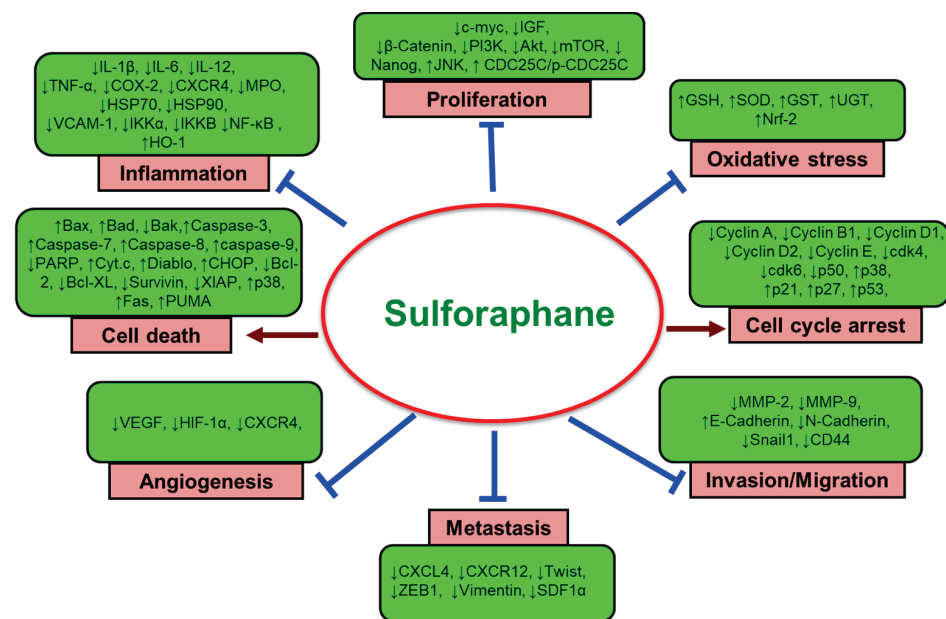 ↓c-myc, ↓IGF,
↓β-Catenin, ↓PI3K, ↓Akt, ↓mTOR, ↓
Nanog, ↑JNK, ↑ CDC25C/p-CDC25C
Proliferation
↓IL-1β, ↓IL-6, ↓IL-12,
↓TNF-α, ↓COX-2, ↓CXCR4, ↓MPO,
↓HSP70, ↓HSP90,
↓VCAM-1, ↓IKKα, ↓IKKB ↓NF-κB ,
↑HO-1
Inflammation
↑GSH, ↑SOD, ↑GST, ↑UGT,
↑Nrf-2
Oxidative stress
↑Bax, ↑Bad, ↓Bak,↑Caspase-3,
↑Caspase-7, ↑Caspase-8, ↑caspase-9,
↓PARP, ↑Cyt.c, ↑Diablo, ↑CHOP, ↓Bcl-
2, ↓Bcl-XL, ↓Survivin, ↓XIAP, ↑p38,
↑Fas, ↑PUMA
Cell death
Sulforaphane
↓Cyclin A, ↓Cyclin B1, ↓Cyclin D1,
↓Cyclin D2, ↓Cyclin E, ↓cdk4,
↓cdk6, ↓p50, ↑p38,
↑p21, ↑p27, ↑p53,
Cell cycle arrest
↓VEGF, ↓HIF-1α, ↓CXCR4,
Angiogenesis
↓MMP-2, ↓MMP-9,
↑E-Cadherin, ↓N-Cadherin,
↓Snail1, ↓CD44
Invasion/Migration
Metastasis
↓CXCL4, ↓CXCR12, ↓Twist,
↓ZEB1, ↓Vimentin, ↓SDF1α